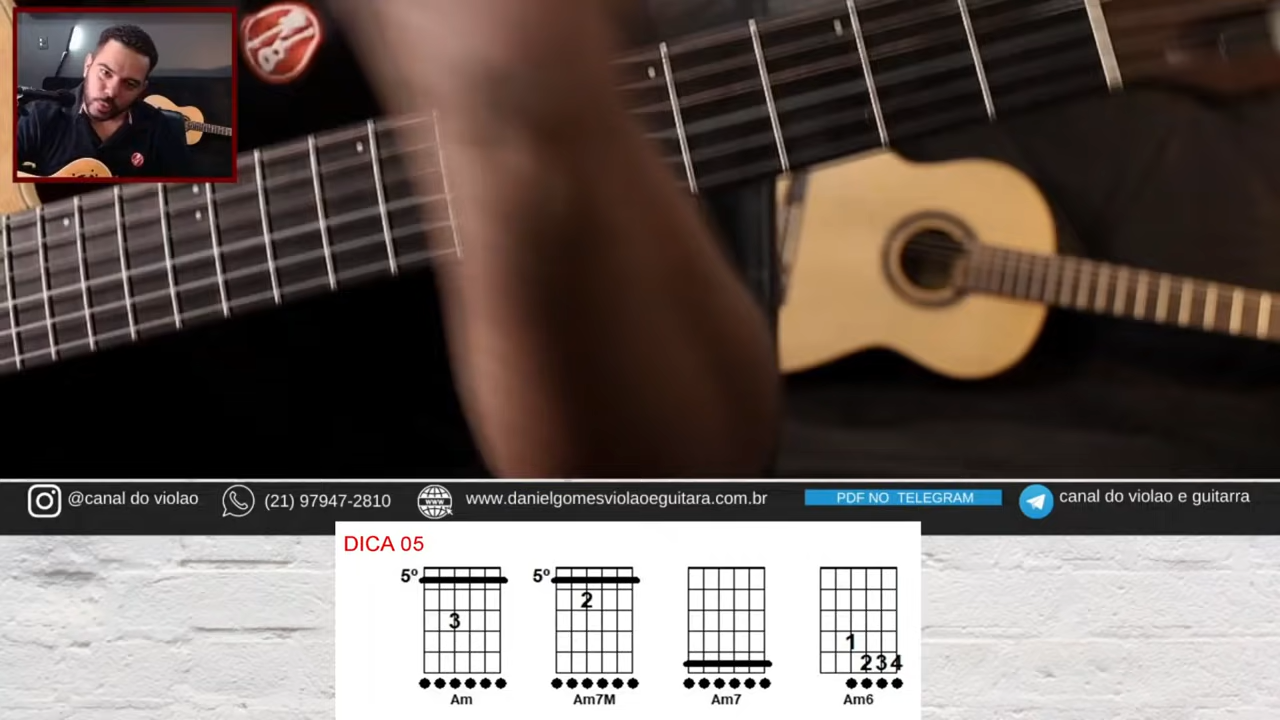 @canal do violao
(21) 97947-2810
www.danielgomesviolaoeguitara.com.br
PDF NO TELEGRAM
canal do violao e guitarra
DICA 05
5º
3
Am
5º
2
Am7M
Am7
1
234
Am6